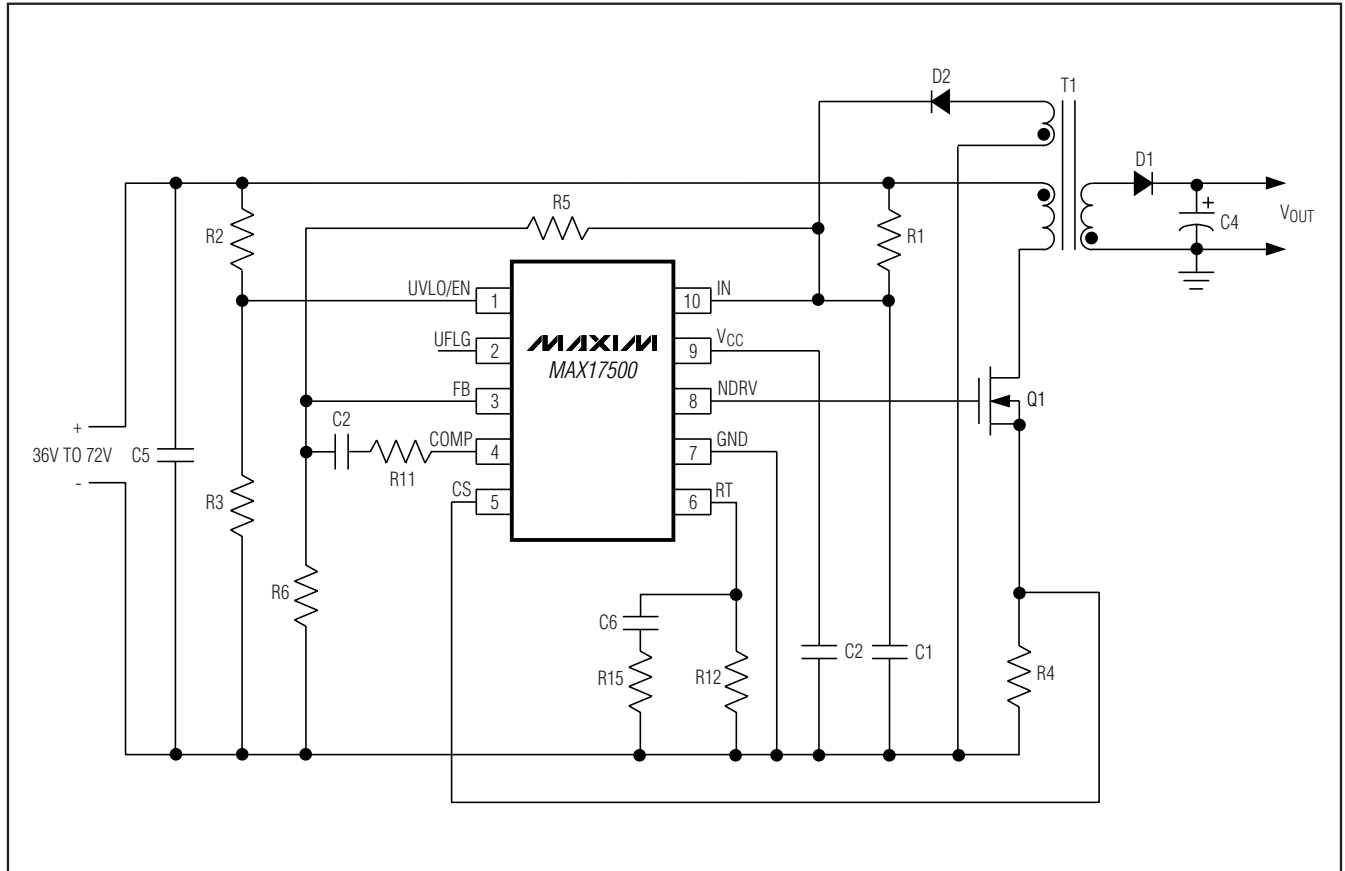 D2
T1
D1
R5
R2
R1
+
C4
VOUT
UVLO/EN
1
10
IN
MAXIM
MAX17500
UFLG
2
9
VCC
FB
3
8
NDRV
Q1
C2
R11
COMP
4
7
GND
+
36V TO 72V
-
C5
R3
CS
5
6
RT
R6
C6
R15
R12
C2
C1
R4